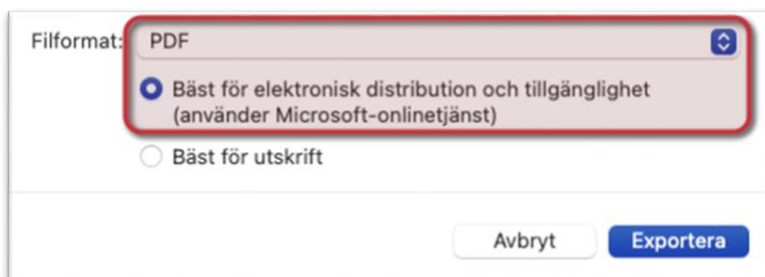 Filformat: PDF
Bäst för elektronisk distribution och tillgänglighet
(använder Microsoft-onlinetjänst)
Bäst för utskrift
Avbryt Exportera